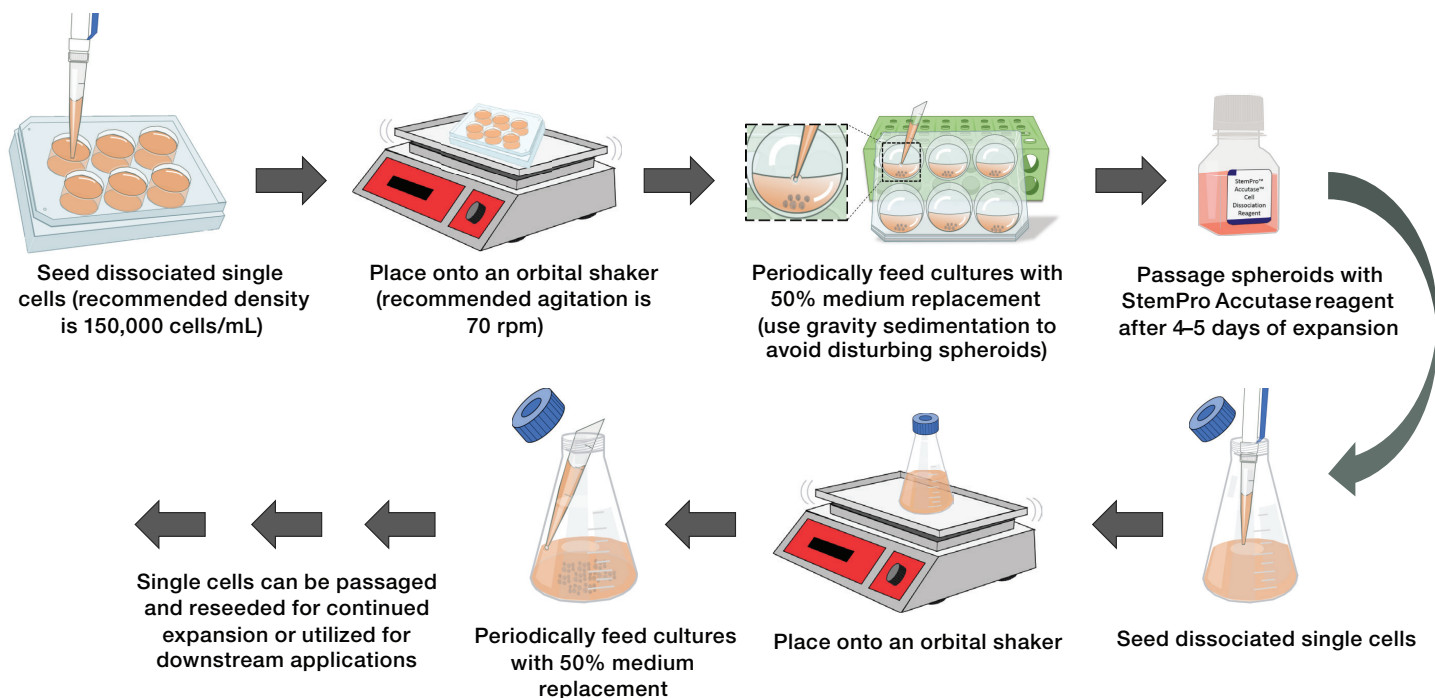 Seed dissociated single
cells (recommended density
is 150,000 cells/mL)
Place onto an orbital shaker
(recommended agitation is
70 rpm)
Periodically feed cultures with
50% medium replacement
(use gravity sedimentation to
avoid disturbing spheroids)
StemPro™
Accutase™
Cell
Dissociation
Reagent
Passage spheroids with
StemPro Accutase reagent
after 4–5 days of expansion
Seed dissociated single cells
Place onto an orbital shaker
Periodically feed cultures
with 50% medium
replacement
Single cells can be passaged
and reseeded for continued
expansion or utilized for
downstream applications